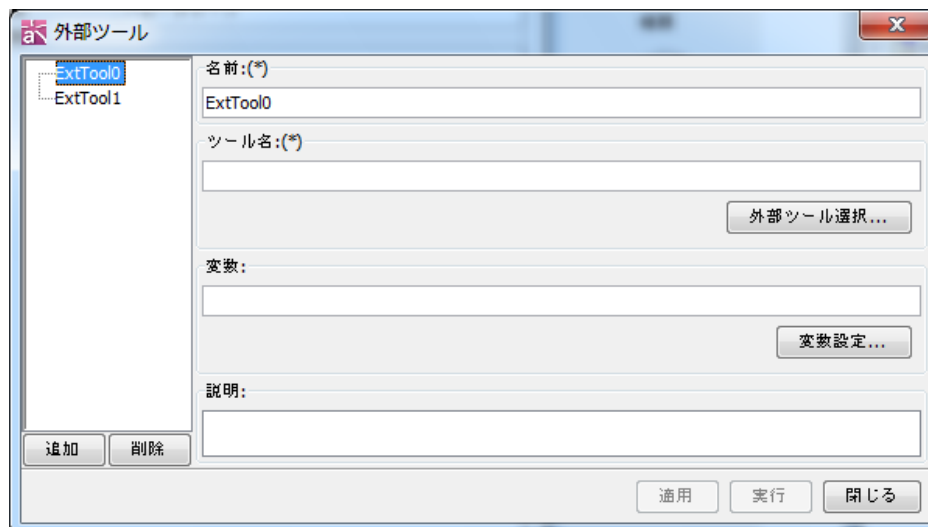 外部ツール
ExtTool0
ExtTool1
追加
削除
名前:(*)
ExtTool0
ツール名:(*)
外部ツール選択...
変数:
変数設定...
説明:
適用
実行
閉じる